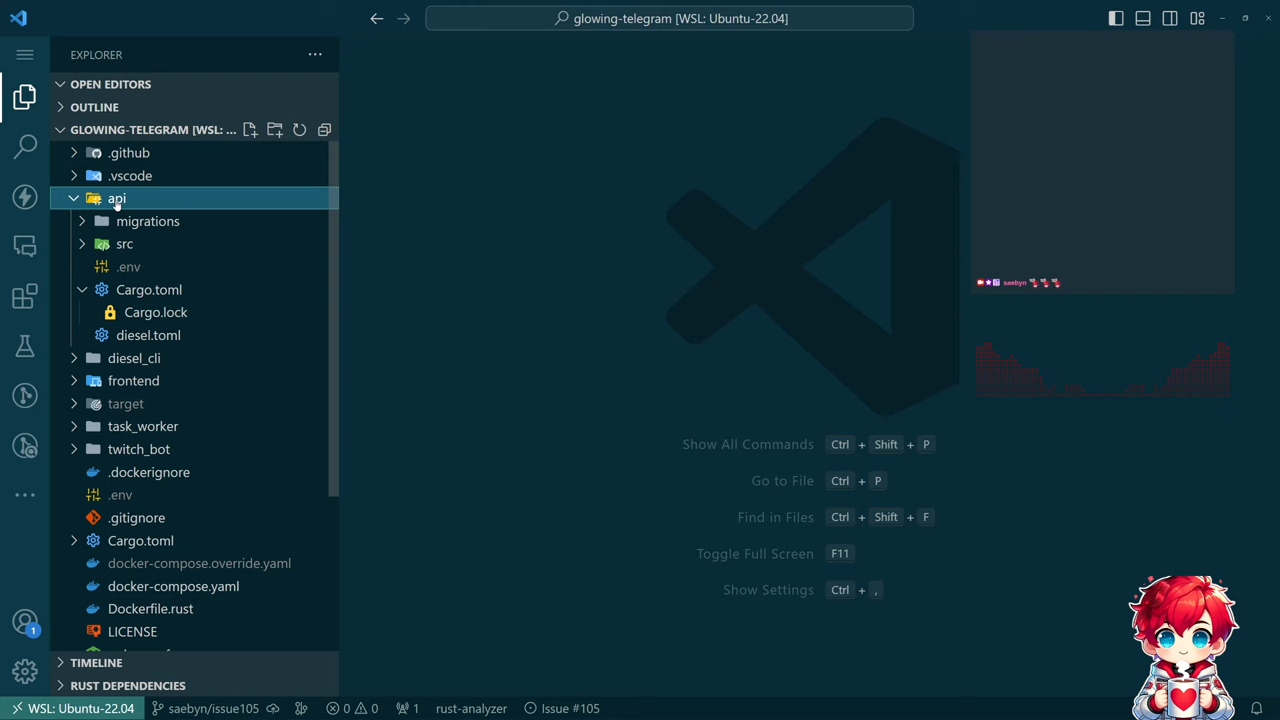 glowing-telegram [WSL: Ubuntu-22.04]
EXPLORER
OPEN EDITORS
OUTLINE
GLOWING-TELEGRAM [WSL: ...
.github
.vscode
api
migrations
src
.env
Cargo.toml
Cargo.lock
diesel.toml
diesel_cli
frontend
target
task_worker
twitch_bot
.dockerignore
.env
.gitignore
Cargo.toml
docker-compose.override.yaml
docker-compose.yaml
Dockerfile.rust
LICENSE
TIMELINE
RUST DEPENDENCIES
Show All Commands Ctrl + Shift + P
Go to File Ctrl + P
Find in Files Ctrl + Shift + F
Toggle Full Screen F11
Show Settings Ctrl + ,
saebyn
1
WSL: Ubuntu-22.04 saebyn/issue105 0 0 1 rust-analyzer Issue #105